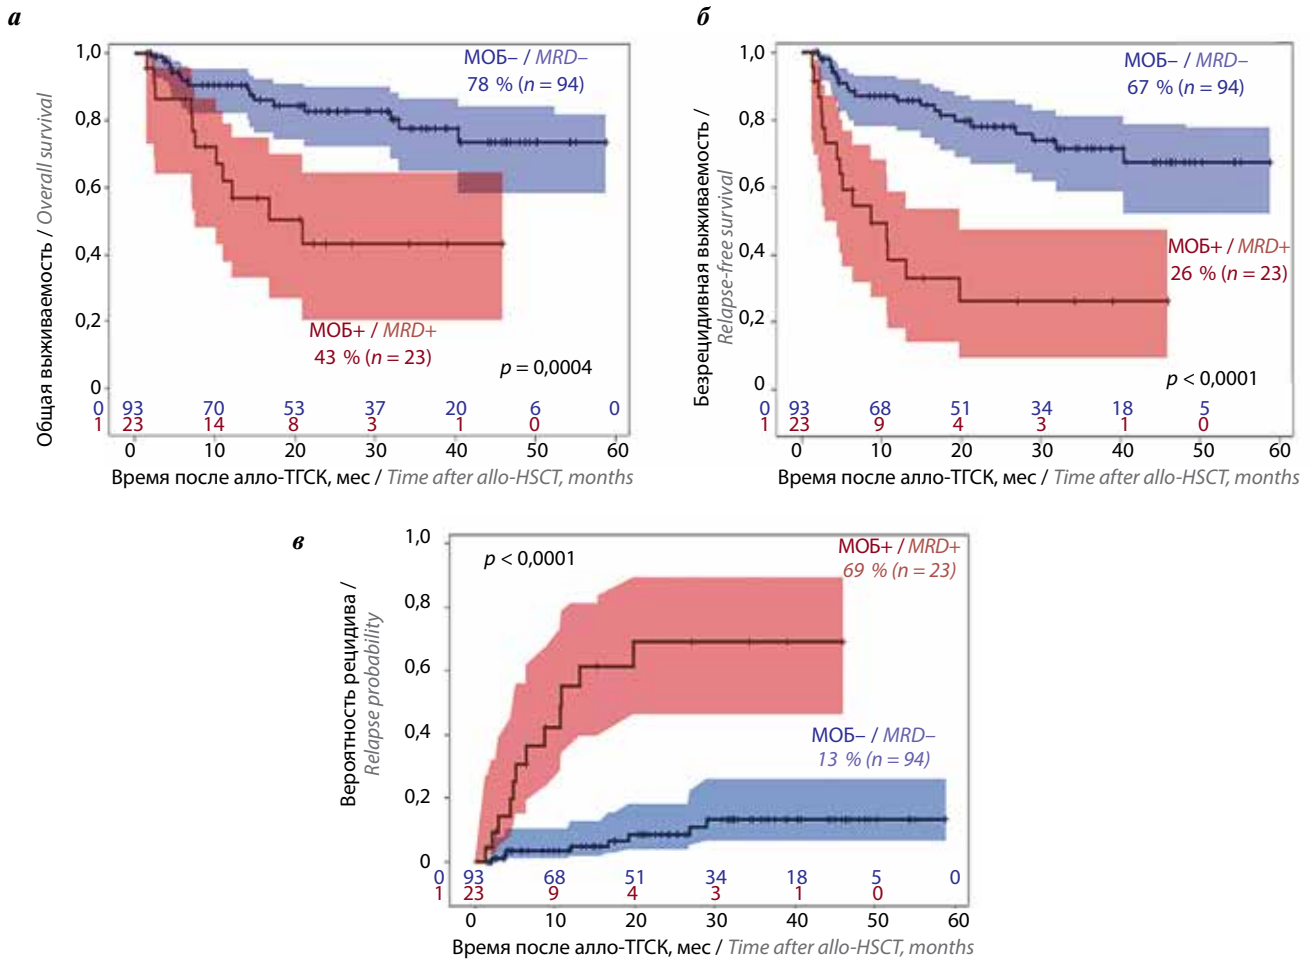 а
Общая выживаемость / Overall survival
1,0
0,8
0,6
0,4
0,2
0
МОБ– / MRD–
78 % (n = 94)
МОБ+ / MRD+
43 % (n = 23)
p = 0,0004
0 93 70 53 37 20 6 0
1 23 14 8 3 1 0
0 10 20 30 40 50 60
Время после алло-ТГСК, мес / Time after allo-HSCT, months
б
Безрецидивная выживаемость /
Relapse-free survival
1,0
0,8
0,6
0,4
0,2
0
МОБ– / MRD–
67 % (n = 94)
МОБ+ / MRD+
26 % (n = 23)
p < 0,0001
0 93 68 51 34 18 5
1 23 9 4 3 1 0
0 10 20 30 40 50 60
Время после алло-ТГСК, мес / Time after allo-HSCT, months
в
Вероятность рецидива /
Relapse probability
1,0
0,8
0,6
0,4
0,2
0
p < 0,0001
МОБ+ / MRD+
69 % (n = 23)
МОБ– / MRD–
13 % (n = 94)
0 93 68 51 34 18 5 0
1 23 9 4 3 1 0
0 10 20 30 40 50 60
Время после алло-ТГСК, мес / Time after allo-HSCT, months